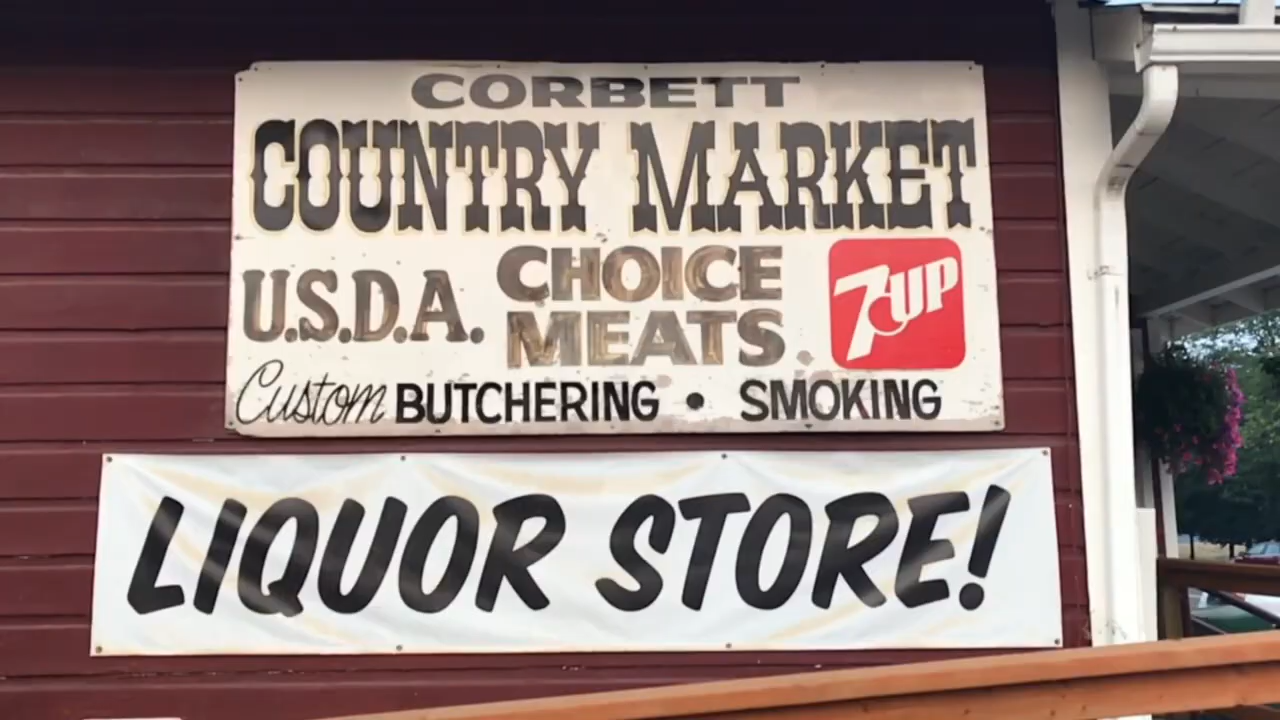 CORBETT
COUNTRY MARKET
U.S.D.A. CHOICE MEATS
7UP
Custom BUTCHERING • SMOKING
LIQUOR STORE!